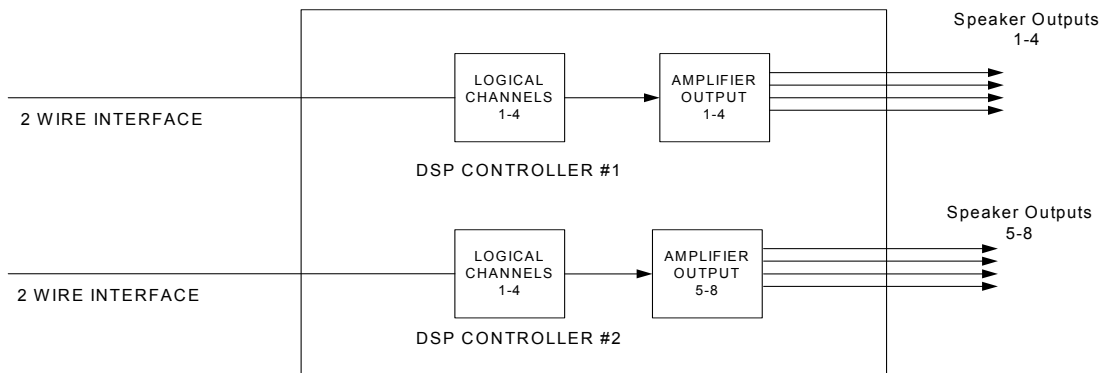 Speaker Outputs
1-4
LOGICAL
CHANNELS
1-4
AMPLIFIER
OUTPUT
1-4
2 WIRE INTERFACE
DSP CONTROLLER #1
Speaker Outputs
5-8
LOGICAL
CHANNELS
1-4
AMPLIFIER
OUTPUT
5-8
2 WIRE INTERFACE
DSP CONTROLLER #2